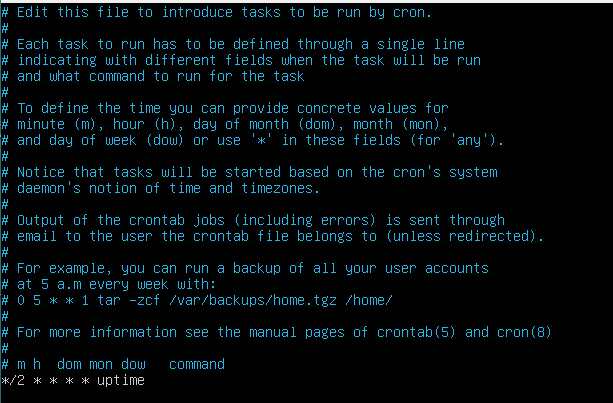 # Edit this file to introduce tasks to be run by cron.
#
# Each task to run has to be defined through a single line
# indicating with different fields when the task will be run
# and what command to run for the task
#
# To define the time you can provide concrete values for
# minute (m), hour (h), day of month (dom), month (mon),
# and day of week (dow) or use '*' in these fields (for 'any').
#
# Notice that tasks will be started based on the cron's system
# daemon's notion of time and timezones.
#
# Output of the crontab jobs (including errors) is sent through
# email to the user the crontab file belongs to (unless redirected).
#
# For example, you can run a backup of all your user accounts
# at 5 a.m every week with:
# 0 5 * * 1 tar -zcf /var/backups/home.tgz /home/
#
# For more information see the manual pages of crontab(5) and cron(8)
#
# m h  dom mon dow   command
*/2 * * * * uptime